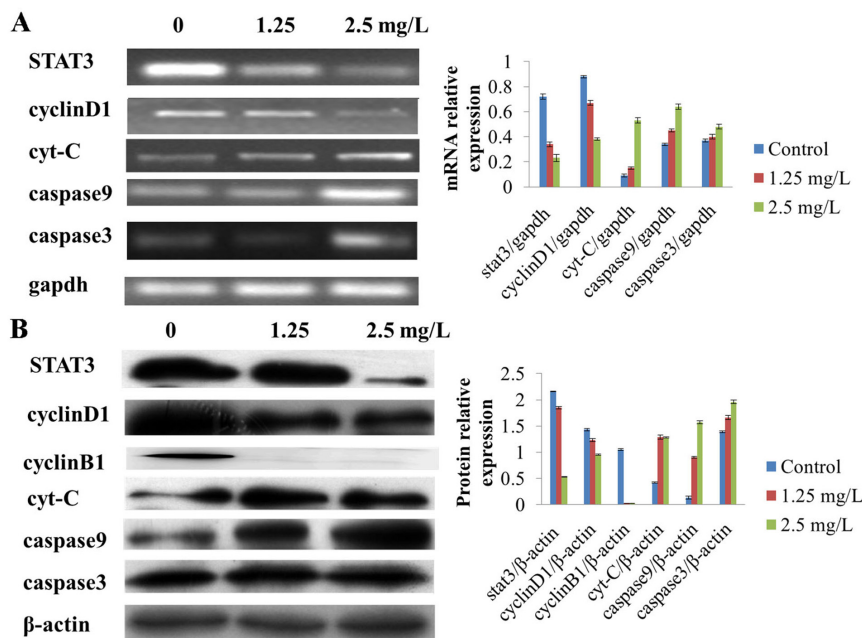 A
0 1.25 2.5 mg/L
STAT3
cyclinD1
cyt-C
caspase9
caspase3
gapdh
mRNA relative
expression
1
0.8
0.6
0.4
0.2
0
stat3/gapdh
cyclinD1/gapdh
cyt-C/gapdh
caspase9/gapdh
caspase3/gapdh
Control
1.25 mg/L
2.5 mg/L
B
0 1.25 2.5 mg/L
STAT3
cyclinD1
cyclinB1
cyt-C
caspase9
caspase3
β-actin
Protein relative
expression
2.5
2
1.5
1
0.5
0
stat3/β-actin
cyclinD1/β-actin
cyclinB1/β-actin
cyt-C/β-actin
caspase9/β-actin
caspase3/β-actin
Control
1.25 mg/L
2.5 mg/L